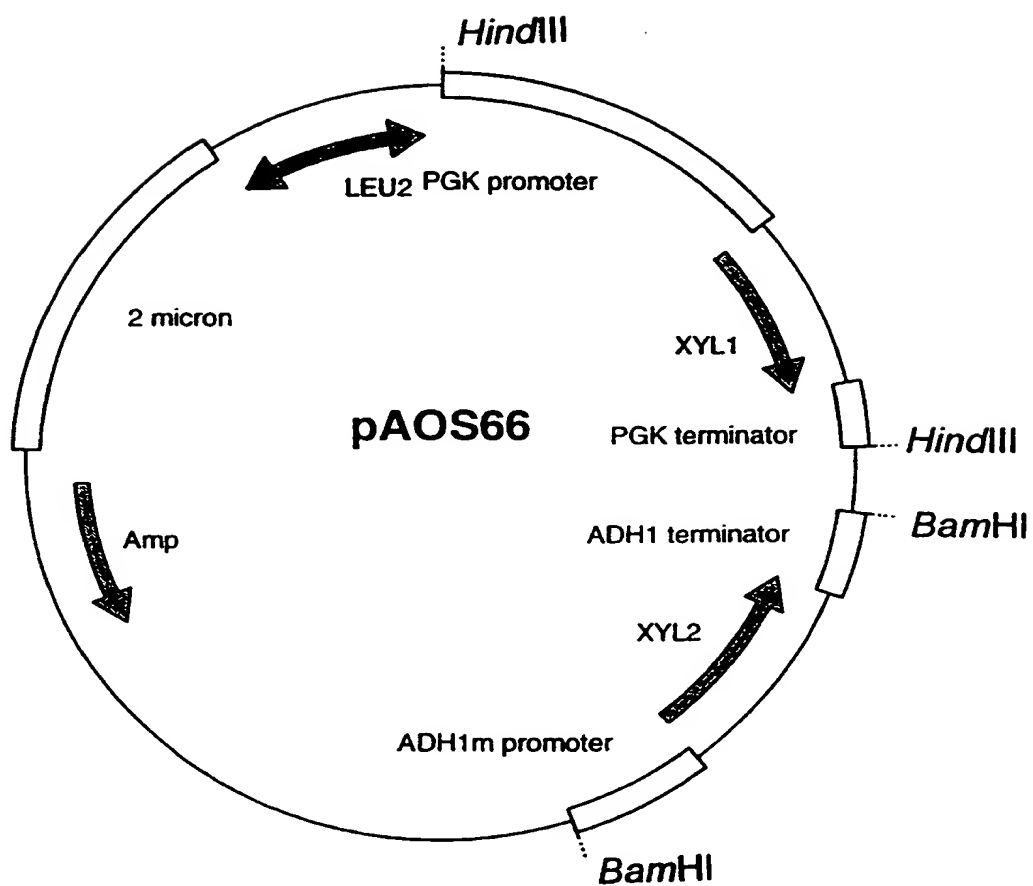 HindIII
LEU2 PGK promoter
2 micron
XYL1
pAOS66
PGK terminator
HindIII
Amp
ADH1 terminator
BamHI
XYL2
ADH1m promoter
BamHI